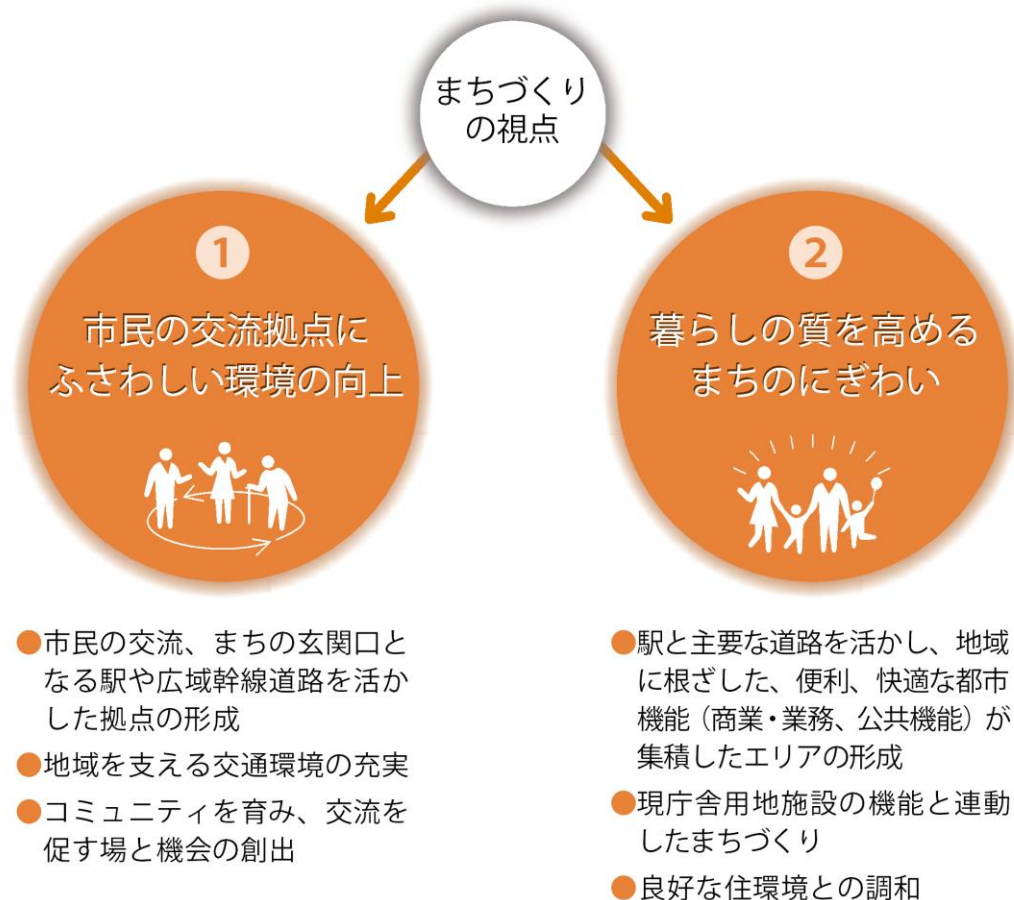 まちづくり
の視点
1
市民の交流拠点に
ふさわしい環境の向上
●市民の交流、まちの玄関口と
なる駅や広域幹線道路を活か
した拠点の形成
●地域を支える交通環境の充実
●コミュニティを育み、交流を
促す場と機会の創出
2
暮らしの質を高める
まちのにぎわい
●駅と主要な道路を活かし、地域
に根ざした、便利、快適な都市
機能（商業・業務、公共機能）が
集積したエリアの形成
●現庁舎用地施設の機能と連動
したまちづくり
●良好な住環境との調和